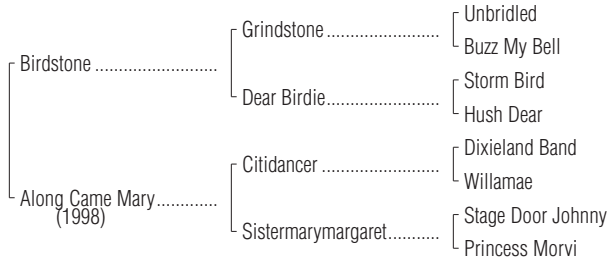 Unbridled
Grindstone ......................
Buzz My Bell
Birdstone ........................
Storm Bird
Dear Birdie......................
Hush Dear
Dixieland Band
Citidancer .......................
Willamae
Along Came Mary............
(1998)
Stage Door Johnny
Sistermarymargaret..........
Princess Morvi